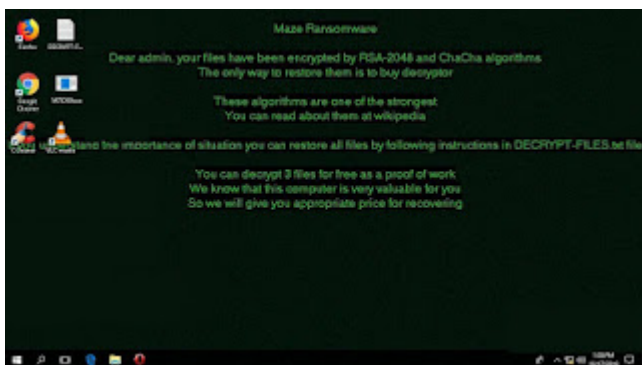 Maze Ransomware
Dear admin, your files have been encrypted by RSA-2048 and ChaCha algorithms
The only way to restore them is to buy decryptor
These algorithms are one of the strongest
You can read about them at wikipedia
understand the importance of situation you can restore all files by following instructions in DECRYPT-FILES.txt file
You can decrypt 3 files for free as a proof of work
We know that this computer is very valuable for you
So we will give you appropriate price for recovering
Firefox
Google
Chrome